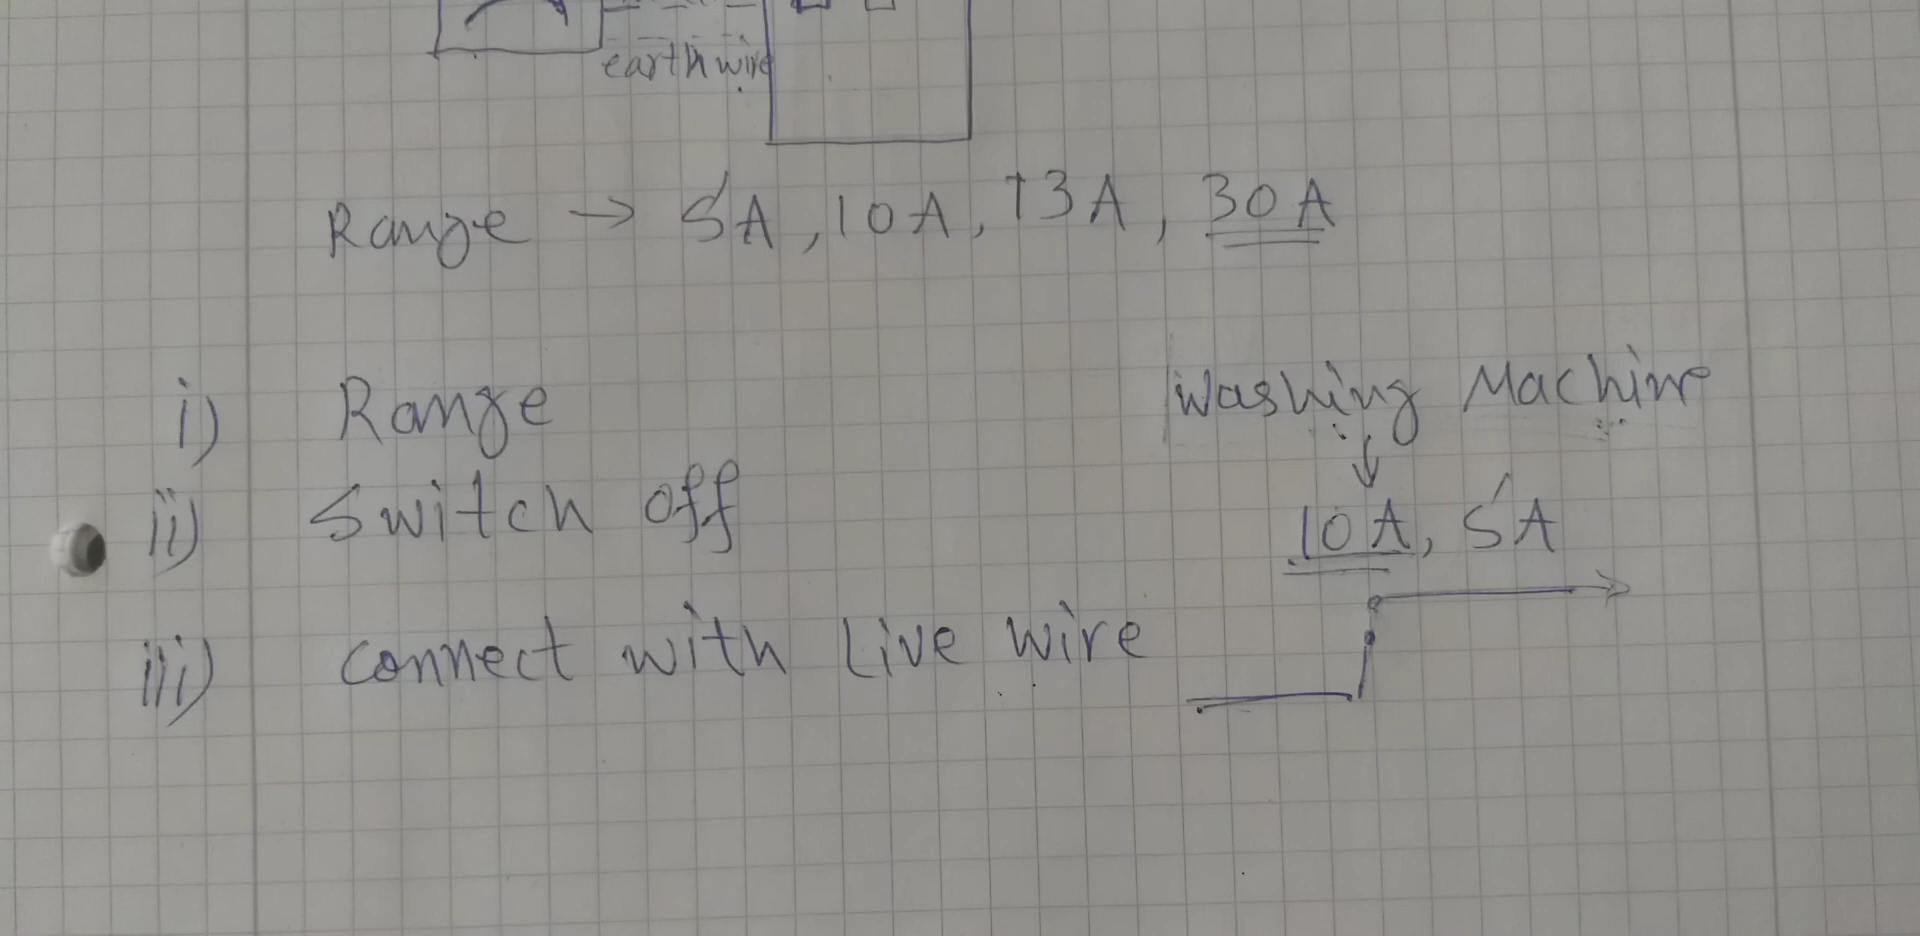 earth wire
Range → 5A, 10A, 13A, 30A
i) Range
Washing Machine
↓
ii) Switch off
10A, 5A
iii) connect with Live wire